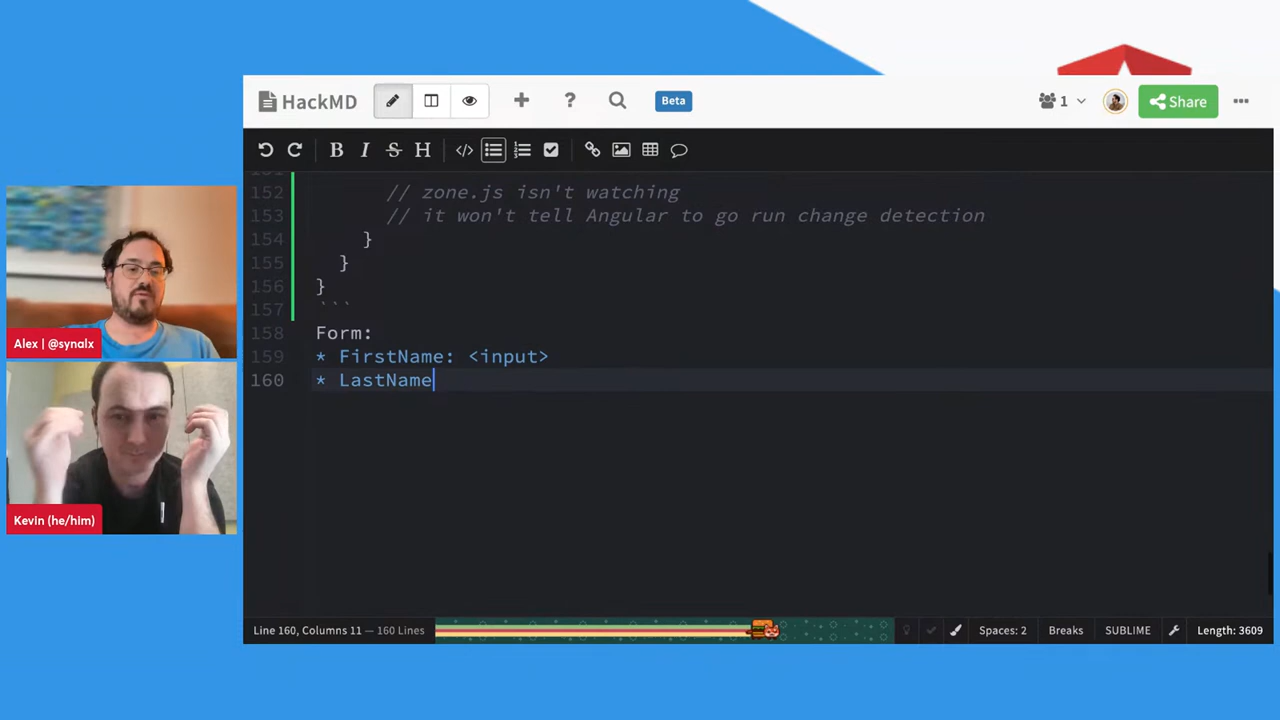 HackMD
Beta
1
Share
B I S H
152 // zone.js isn't watching
153 // it won't tell Angular to go run change detection
154 }
155 }
156 }
157 ```
158 Form:
159 * FirstName: <input>
160 * LastName
Alex | @synalx
Kevin (he/him)
Line 160, Columns 11 — 160 Lines
Spaces: 2
Breaks
SUBLIME
Length: 3609